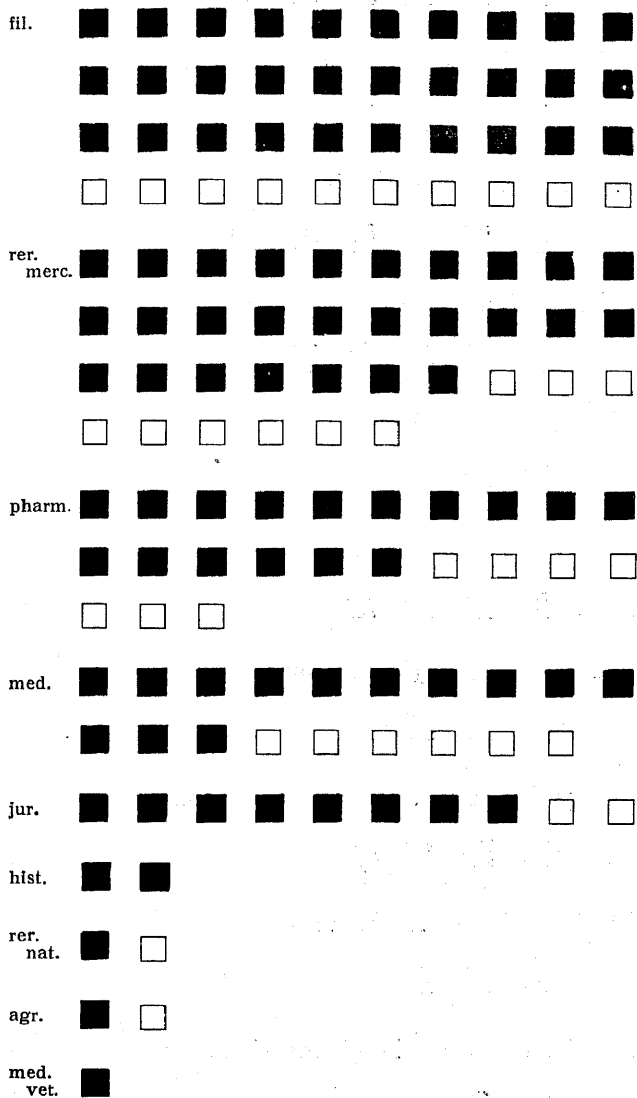 fil.
rer.
merc.
pharm.
med.
jur.
hist.
rer.
nat.
agr.
med.
vet.